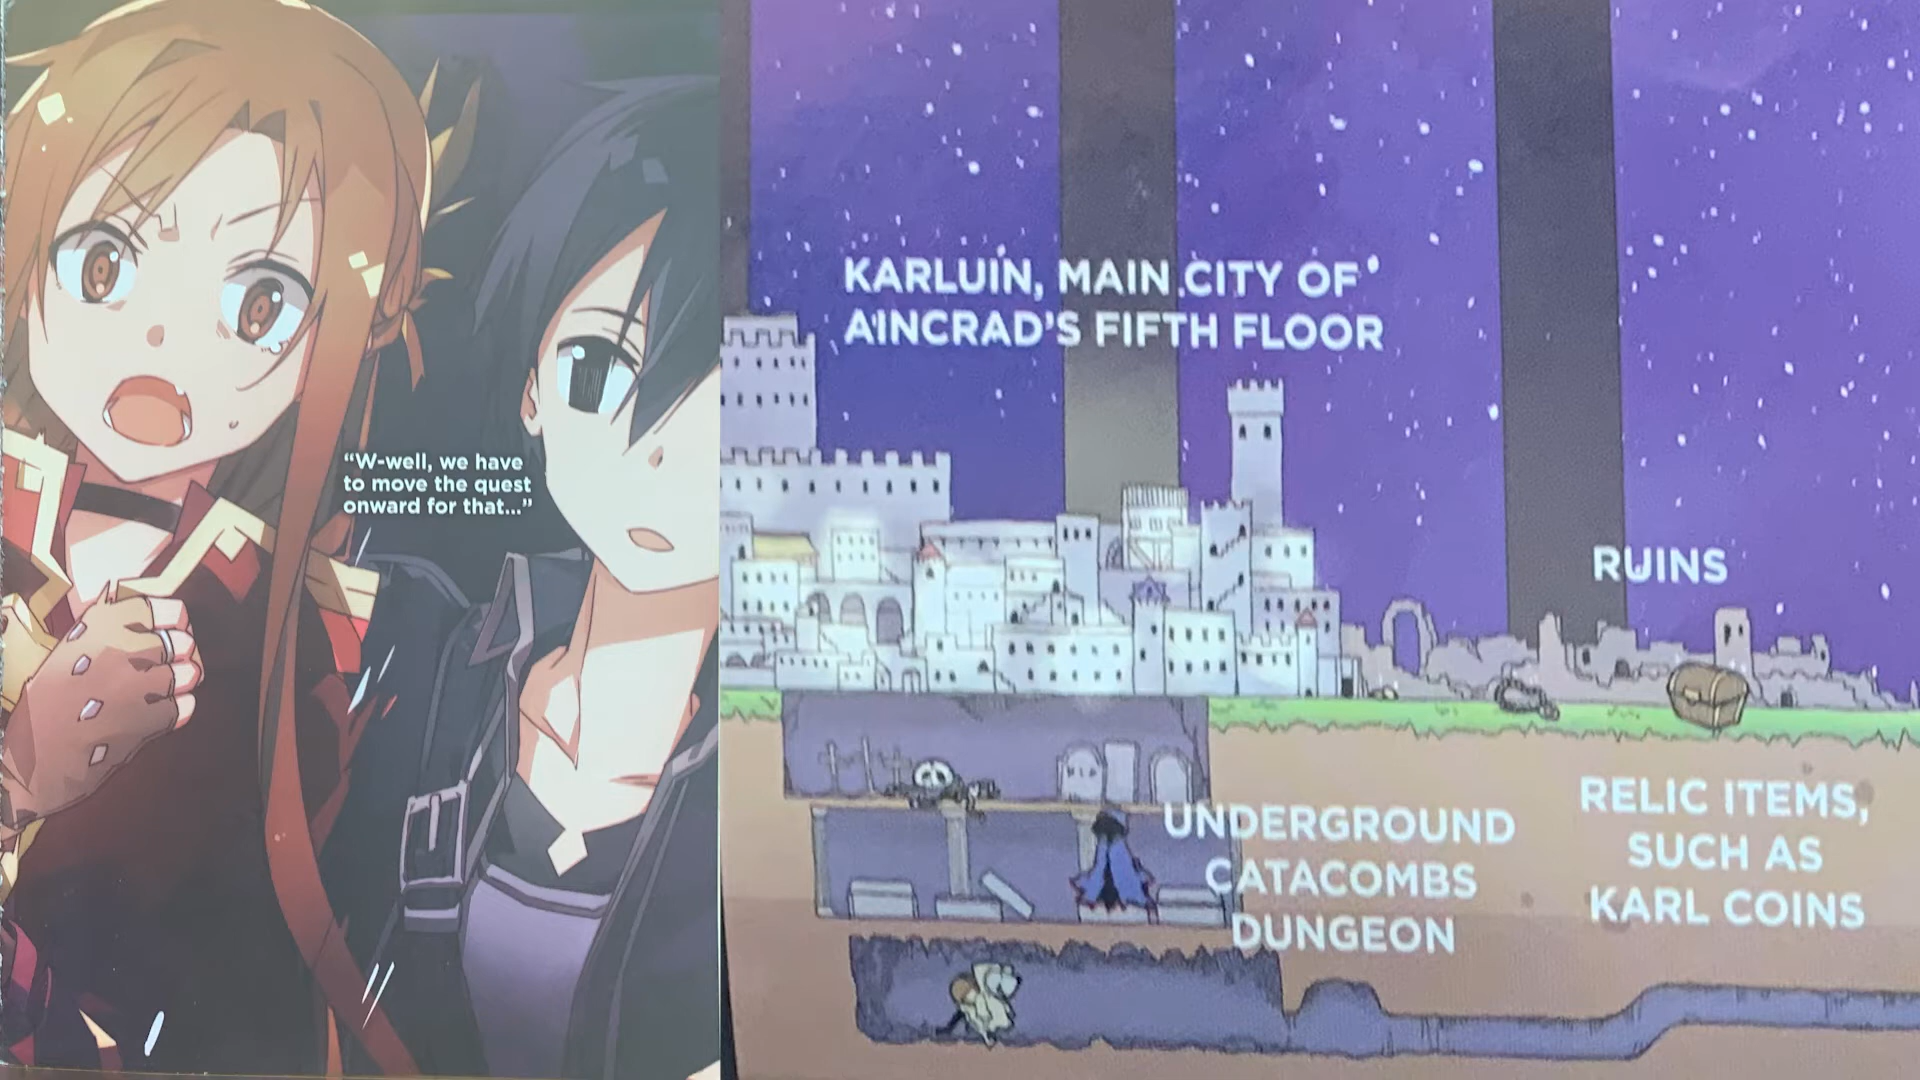 “W-well, we have
to move the quest
onward for that...”
KARLUIN, MAIN CITY OF
AINCRAD’S FIFTH FLOOR
RUINS
UNDERGROUND
CATACOMBS
DUNGEON
RELIC ITEMS,
SUCH AS
KARL COINS